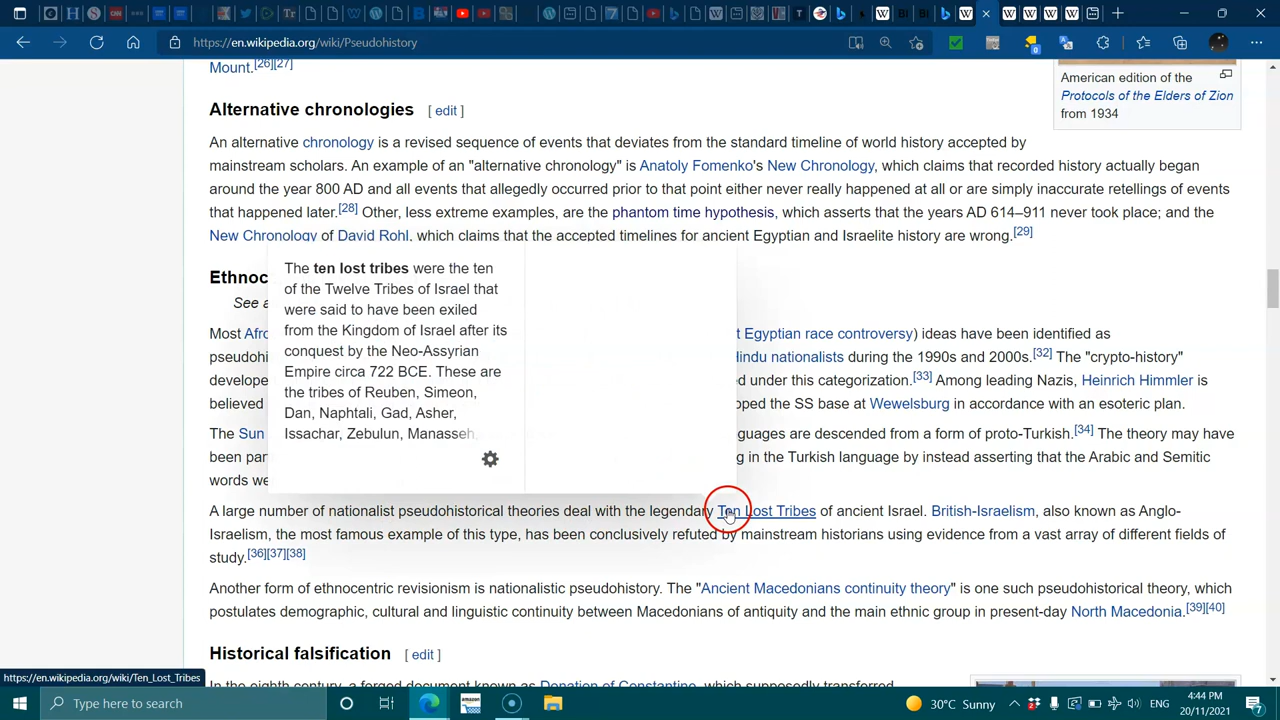 https://en.wikipedia.org/wiki/Pseudohistory
Mount.[26][27]
American edition of the
Protocols of the Elders of Zion
from 1934
Alternative chronologies [ edit ]
An alternative chronology is a revised sequence of events that deviates from the standard timeline of world history accepted by
mainstream scholars. An example of an "alternative chronology" is Anatoly Fomenko's New Chronology, which claims that recorded history actually began
around the year 800 AD and all events that allegedly occurred prior to that point either never really happened at all or are simply inaccurate retellings of events
that happened later.[28] Other, less extreme examples, are the phantom time hypothesis, which asserts that the years AD 614–911 never took place; and the
New Chronology of David Rohl, which claims that the accepted timelines for ancient Egyptian and Israelite history are wrong.[29]
Ethnoc
See a
The ten lost tribes were the ten
of the Twelve Tribes of Israel that
were said to have been exiled
from the Kingdom of Israel after its
conquest by the Neo-Assyrian
Empire circa 722 BCE. These are
the tribes of Reuben, Simeon,
Dan, Naphtali, Gad, Asher,
Issachar, Zebulun, Manasseh,
Most Afro t Egyptian race controversy) ideas have been identified as
pseudohi Hindu nationalists during the 1990s and 2000s.[32] The "crypto-history"
develope d under this categorization.[33] Among leading Nazis, Heinrich Himmler is
believed oped the SS base at Wewelsburg in accordance with an esoteric plan.
The Sun guages are descended from a form of proto-Turkish.[34] The theory may have
been par g in the Turkish language by instead asserting that the Arabic and Semitic
words we
A large number of nationalist pseudohistorical theories deal with the legendary Ten Lost Tribes of ancient Israel. British-Israelism, also known as Anglo-
Israelism, the most famous example of this type, has been conclusively refuted by mainstream historians using evidence from a vast array of different fields of
study.[36][37][38]
Another form of ethnocentric revisionism is nationalistic pseudohistory. The "Ancient Macedonians continuity theory" is one such pseudohistorical theory, which
postulates demographic, cultural and linguistic continuity between Macedonians of antiquity and the main ethnic group in present-day North Macedonia.[39][40]
Historical falsification [ edit ]
https://en.wikipedia.org/wiki/Ten_Lost_Tribes
In the eighth century, a forged document known as Donation of Constantine, which supposedly transferred
Type here to search
30°C Sunny
ENG
4:44 PM
20/11/2021